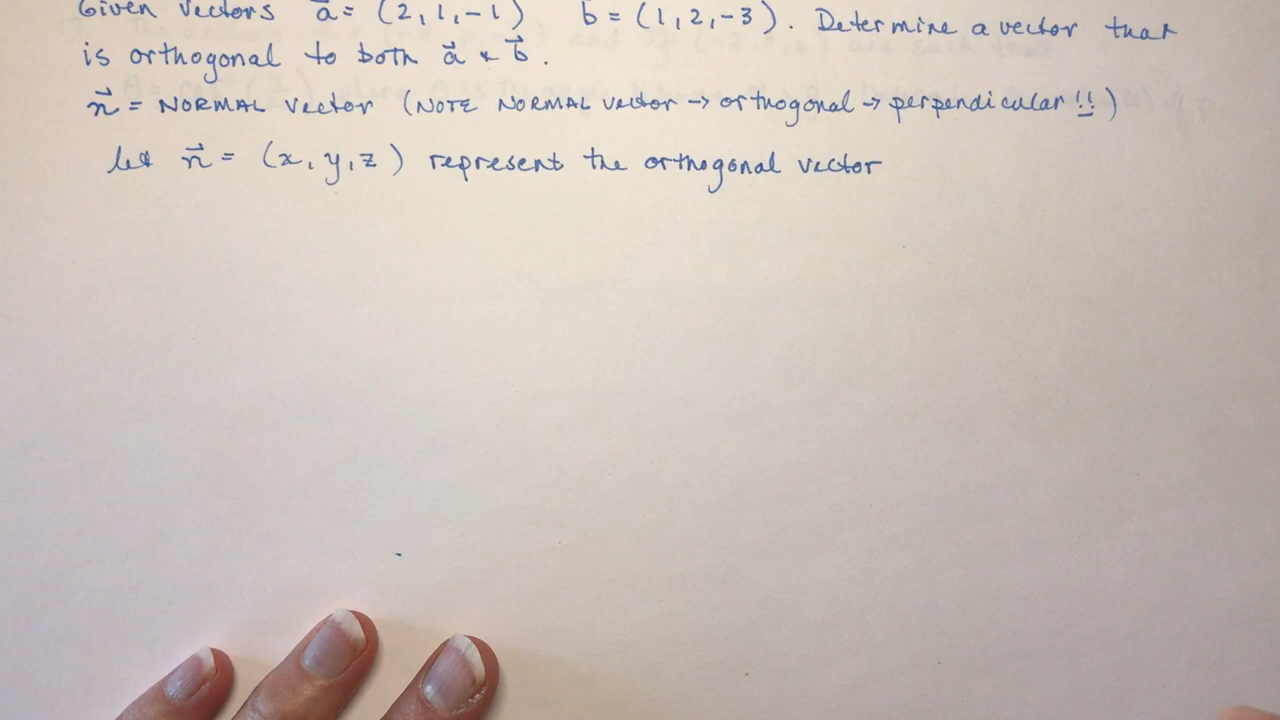 Given vectors a⃗ = (2, 1, -1) b = (1, 2, -3). Determine a vector that
is orthogonal to both a⃗ & b⃗.
n⃗ = NORMAL vector (NOTE NORMAL vector → orthogonal → perpendicular !!)
let n⃗ = (x, y, z) represent the orthogonal vector